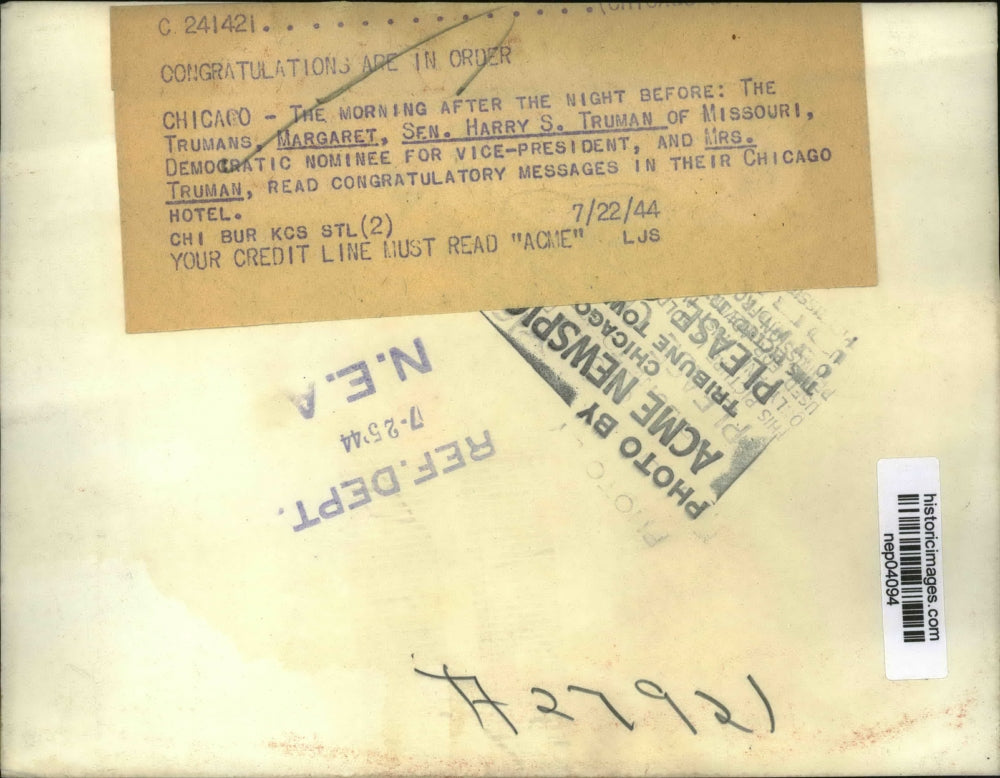 C 241421
CONGRATULATIONS ARE IN ORDER
CHICAGO - THE MORNING AFTER THE NIGHT BEFORE: THE
TRUMANS, MARGARET, SEN. HARRY S. TRUMAN OF MISSOURI,
DEMOCRATIC NOMINEE FOR VICE-PRESIDENT, AND MRS.
TRUMAN, READ CONGRATULATORY MESSAGES IN THEIR CHICAGO
HOTEL.
7/22/44
CHI BUR KCS STL(2)
YOUR CREDIT LINE MUST READ "ACME" LJS
PHOTO BY
ACME NEWSPIC
TRIBUNE TOW
CHICAGO
PLEASE
REF. DEPT.
7-25'44
N.E.A
historicimages.com
nep04094
A27921